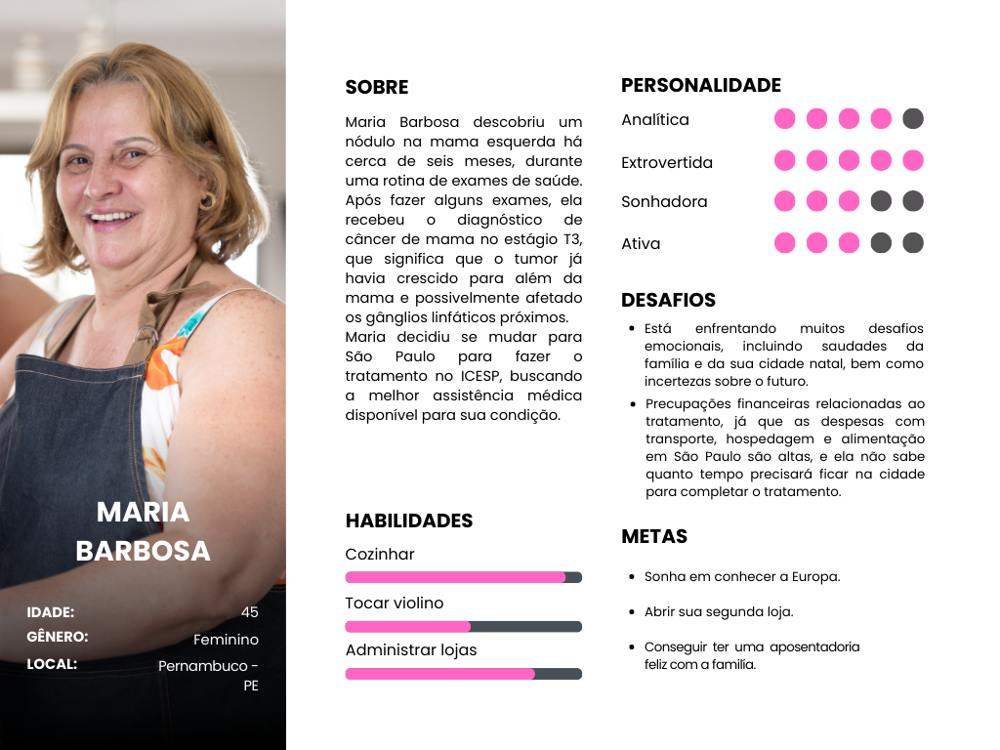 MARIA
BARBOSA
IDADE: 45
GÊNERO: Feminino
LOCAL: Pernambuco -
PE
SOBRE
Maria Barbosa descobriu um
nódulo na mama esquerda há
cerca de seis meses, durante
uma rotina de exames de saúde.
Após fazer alguns exames, ela
recebeu o diagnóstico de
câncer de mama no estágio T3,
que significa que o tumor já
havia crescido para além da
mama e possivelmente afetado
os gânglios linfáticos próximos.
Maria decidiu se mudar para
São Paulo para fazer o
tratamento no ICESP, buscando
a melhor assistência médica
disponível para sua condição.
HABILIDADES
Cozinhar
Tocar violino
Administrar lojas
PERSONALIDADE
Analítica
Extrovertida
Sonhadora
Ativa
DESAFIOS
• Está enfrentando muitos desafios
emocionais, incluindo saudades da
família e da sua cidade natal, bem como
incertezas sobre o futuro.
• Precupações financeiras relacionadas ao
tratamento, já que as despesas com
transporte, hospedagem e alimentação
em São Paulo são altas, e ela não sabe
quanto tempo precisará ficar na cidade
para completar o tratamento.
METAS
• Sonha em conhecer a Europa.
• Abrir sua segunda loja.
• Conseguir ter uma aposentadoria
feliz com a família.